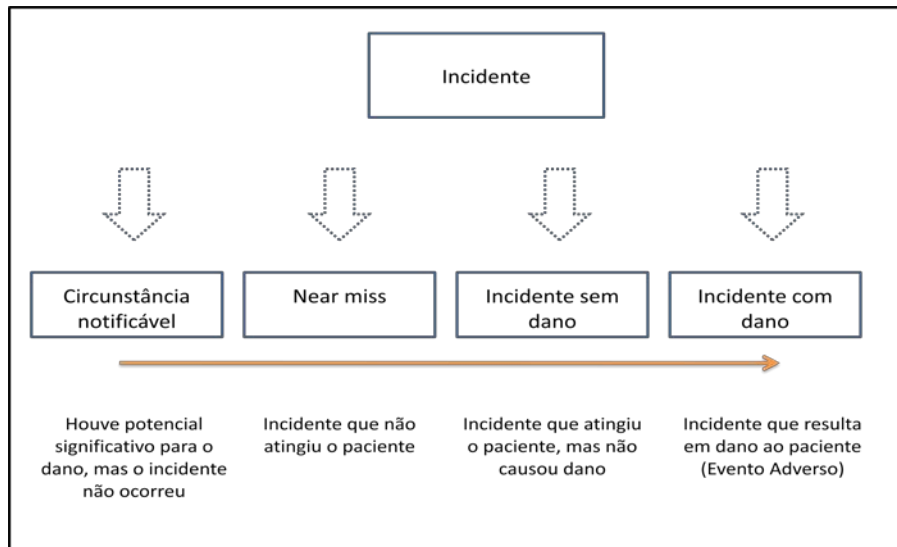 Incidente
Circunstância
notificável
Near miss
Incidente sem
dano
Incidente com
dano
Houve potencial
significativo para o
dano, mas o incidente
não ocorreu
Incidente que não
atingiu o paciente
Incidente que atingiu
o paciente, mas não
causou dano
Incidente que resulta
em dano ao paciente
(Evento Adverso)